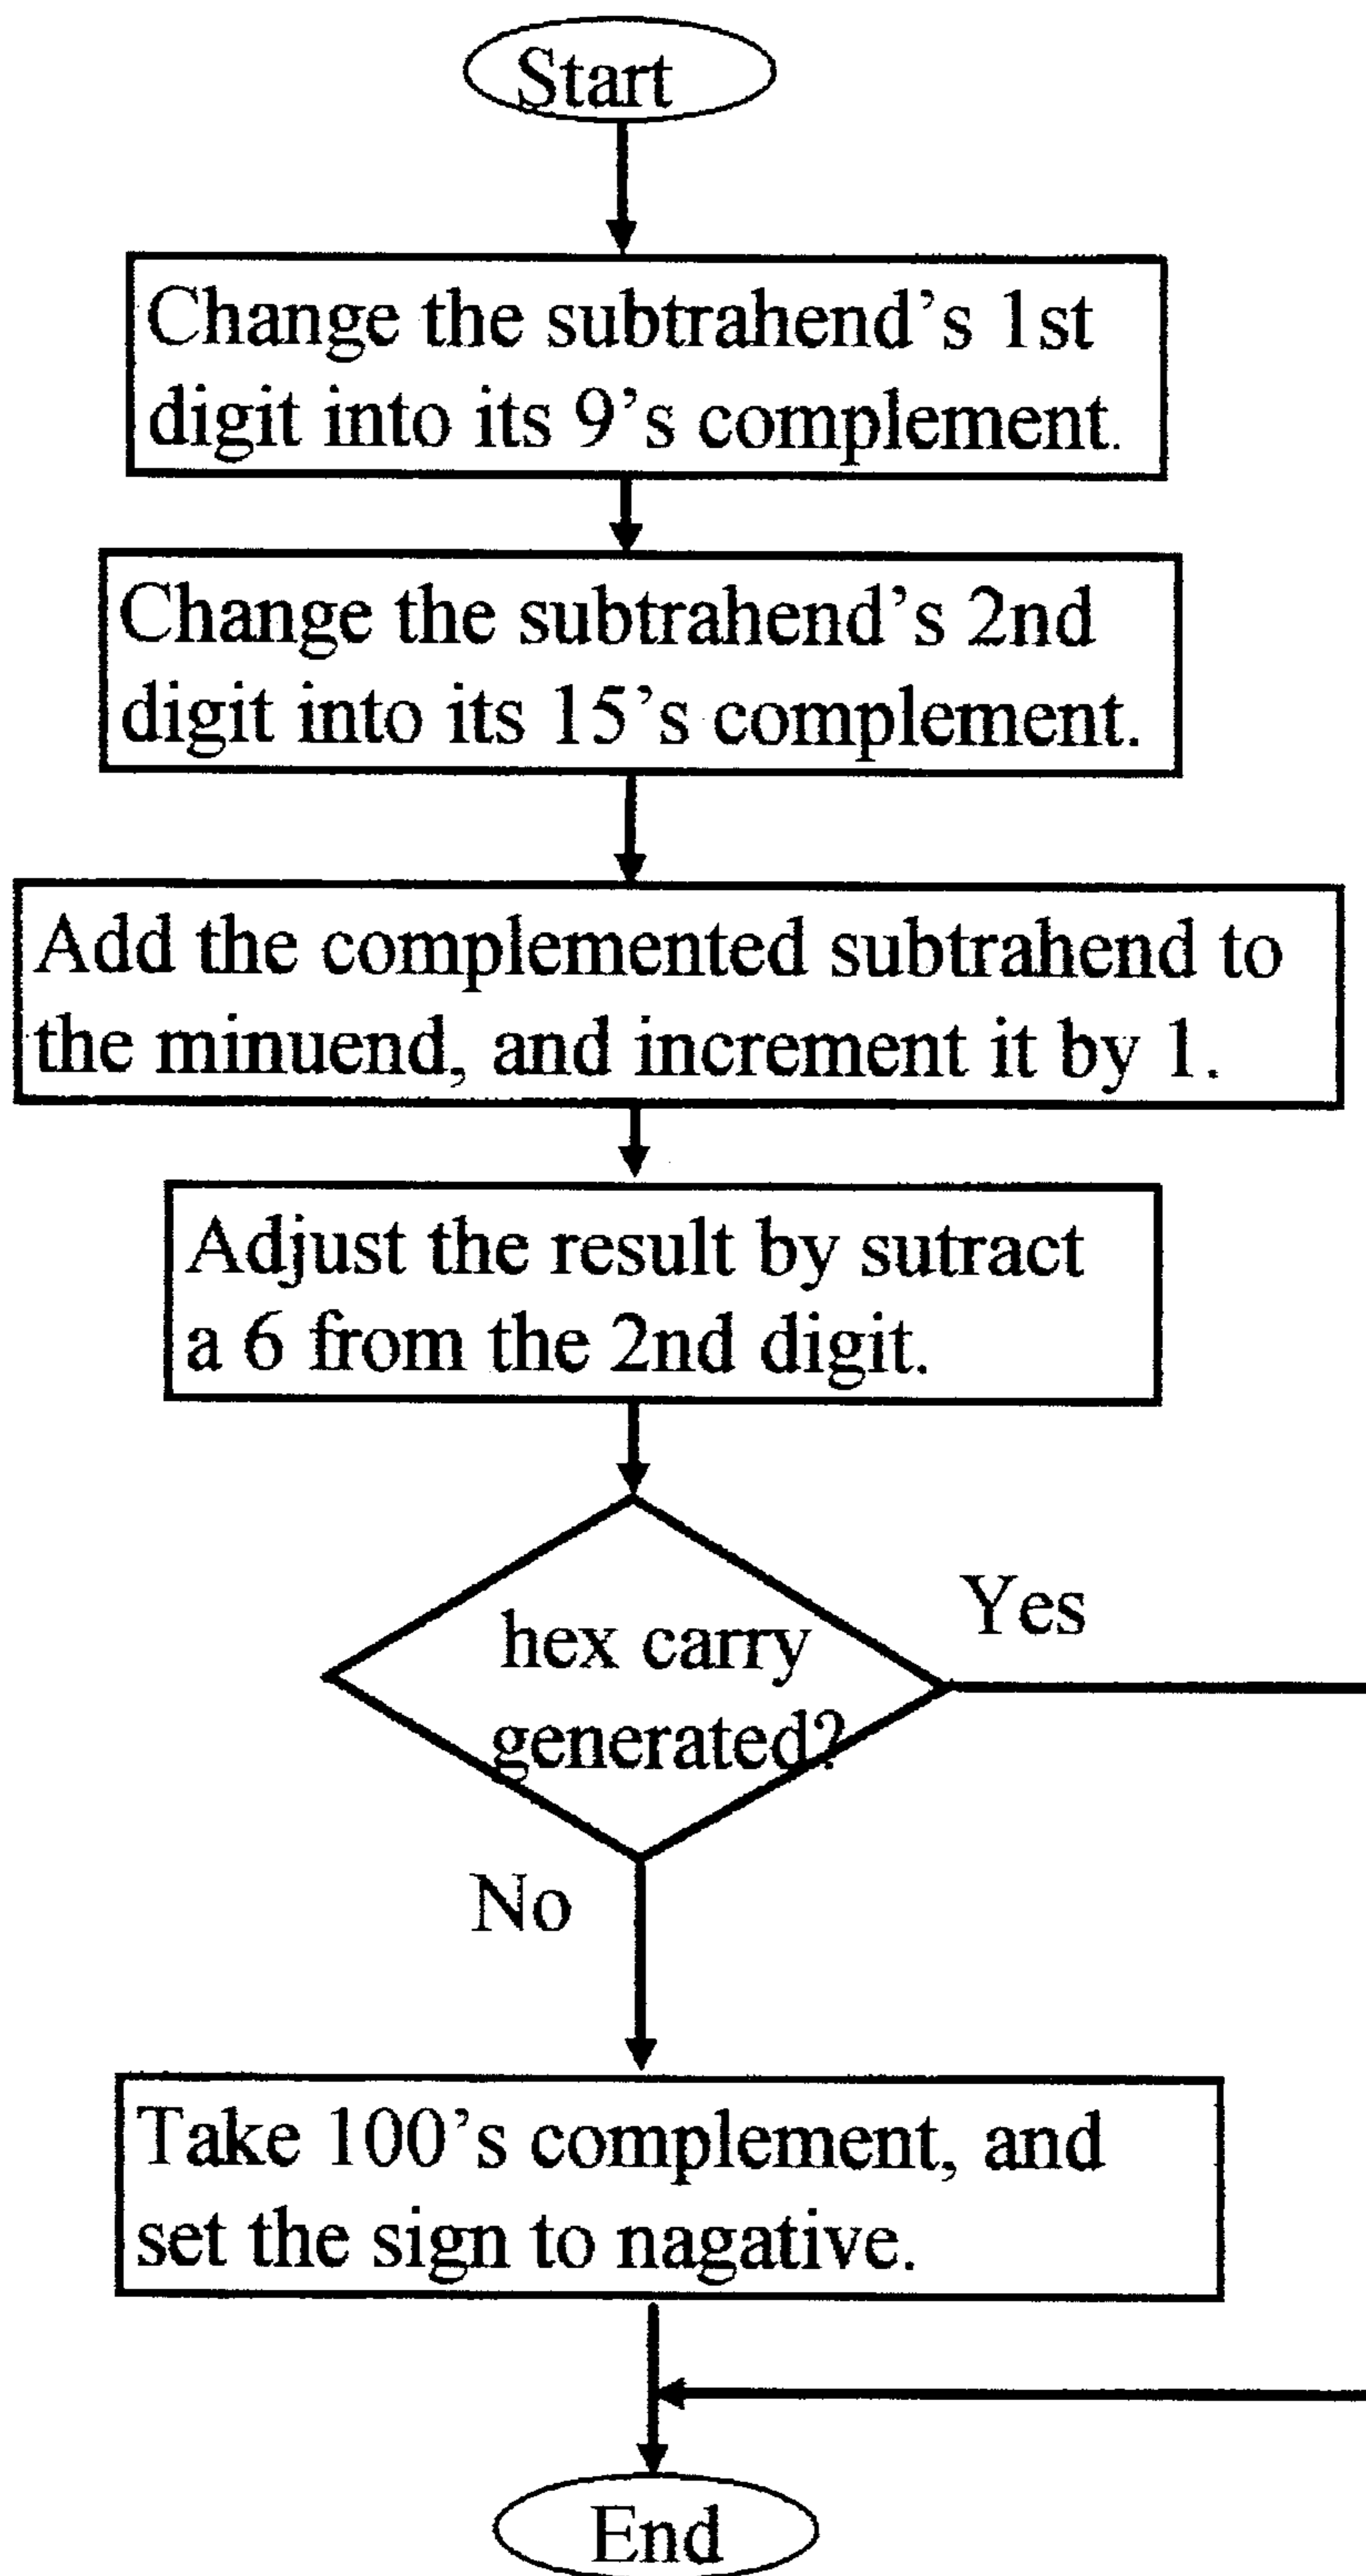 Start
Change the subtrahend’s 1st
digit into its 9’s complement.
Change the subtrahend’s 2nd
digit into its 15’s complement.
Add the complemented subtrahend to
the minuend, and increment it by 1.
Adjust the result by sutract
a 6 from the 2nd digit.
hex carry
generated?
Yes
No
Take 100’s complement, and
set the sign to nagative.
End